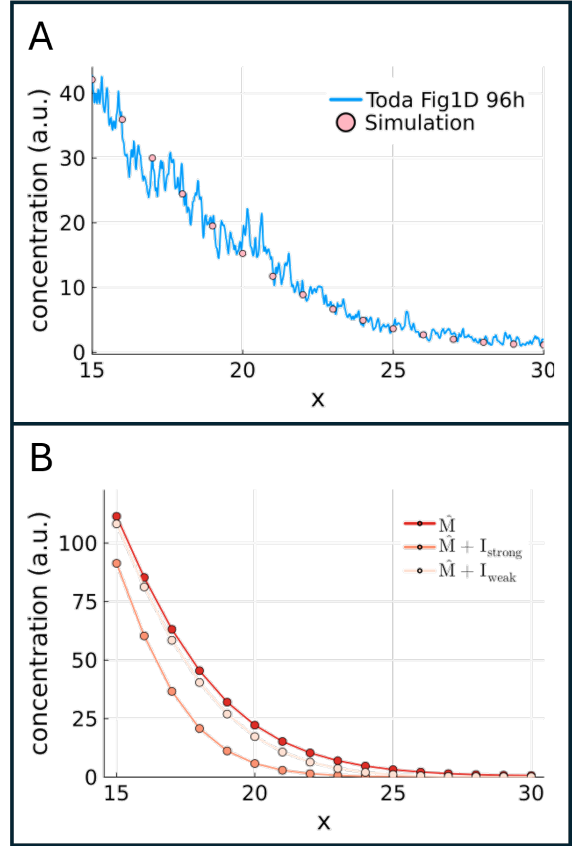 A
concentration (a.u.)
40
30
20
10
0
15
20
25
30
x
Toda Fig1D 96h
Simulation
B
concentration (a.u.)
100
75
50
25
0
15
20
25
30
x
M̂
M̂ + I_strong
M̂ + I_weak